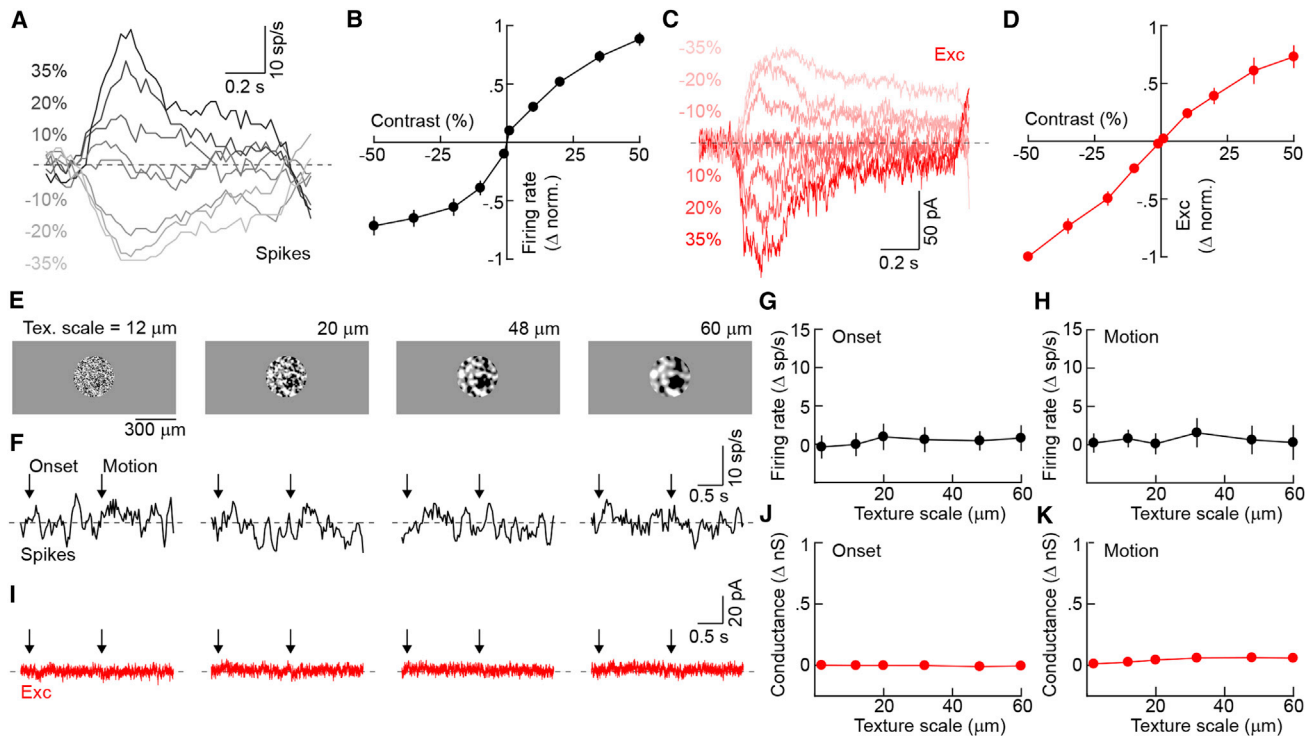 A
35%
20%
10%
-10%
-20%
-35%
10 sp/s
0.2 s
Spikes
B
1
.5
-.5
-1
Contrast (%)
-50
-25
25
50
Firing rate
(Δ norm.)
C
-35%
-20%
-10%
10%
20%
35%
Exc
50 pA
0.2 s
D
1
.5
-.5
-1
Contrast (%)
-50
-25
25
50
Exc
(Δ norm.)
E
Tex. scale = 12 μm
20 μm
48 μm
60 μm
300 μm
F
Onset
Motion
Spikes
10 sp/s
0.5 s
G
Onset
Firing rate (Δ sp/s)
15
10
5
0
20
40
60
Texture scale (μm)
H
Motion
Firing rate (Δ sp/s)
15
10
5
0
20
40
60
Texture scale (μm)
I
Exc
20 pA
0.5 s
J
Onset
Conductance (Δ nS)
1
.5
0
20
40
60
Texture scale (μm)
K
Motion
Conductance (Δ nS)
1
.5
0
20
40
60
Texture scale (μm)